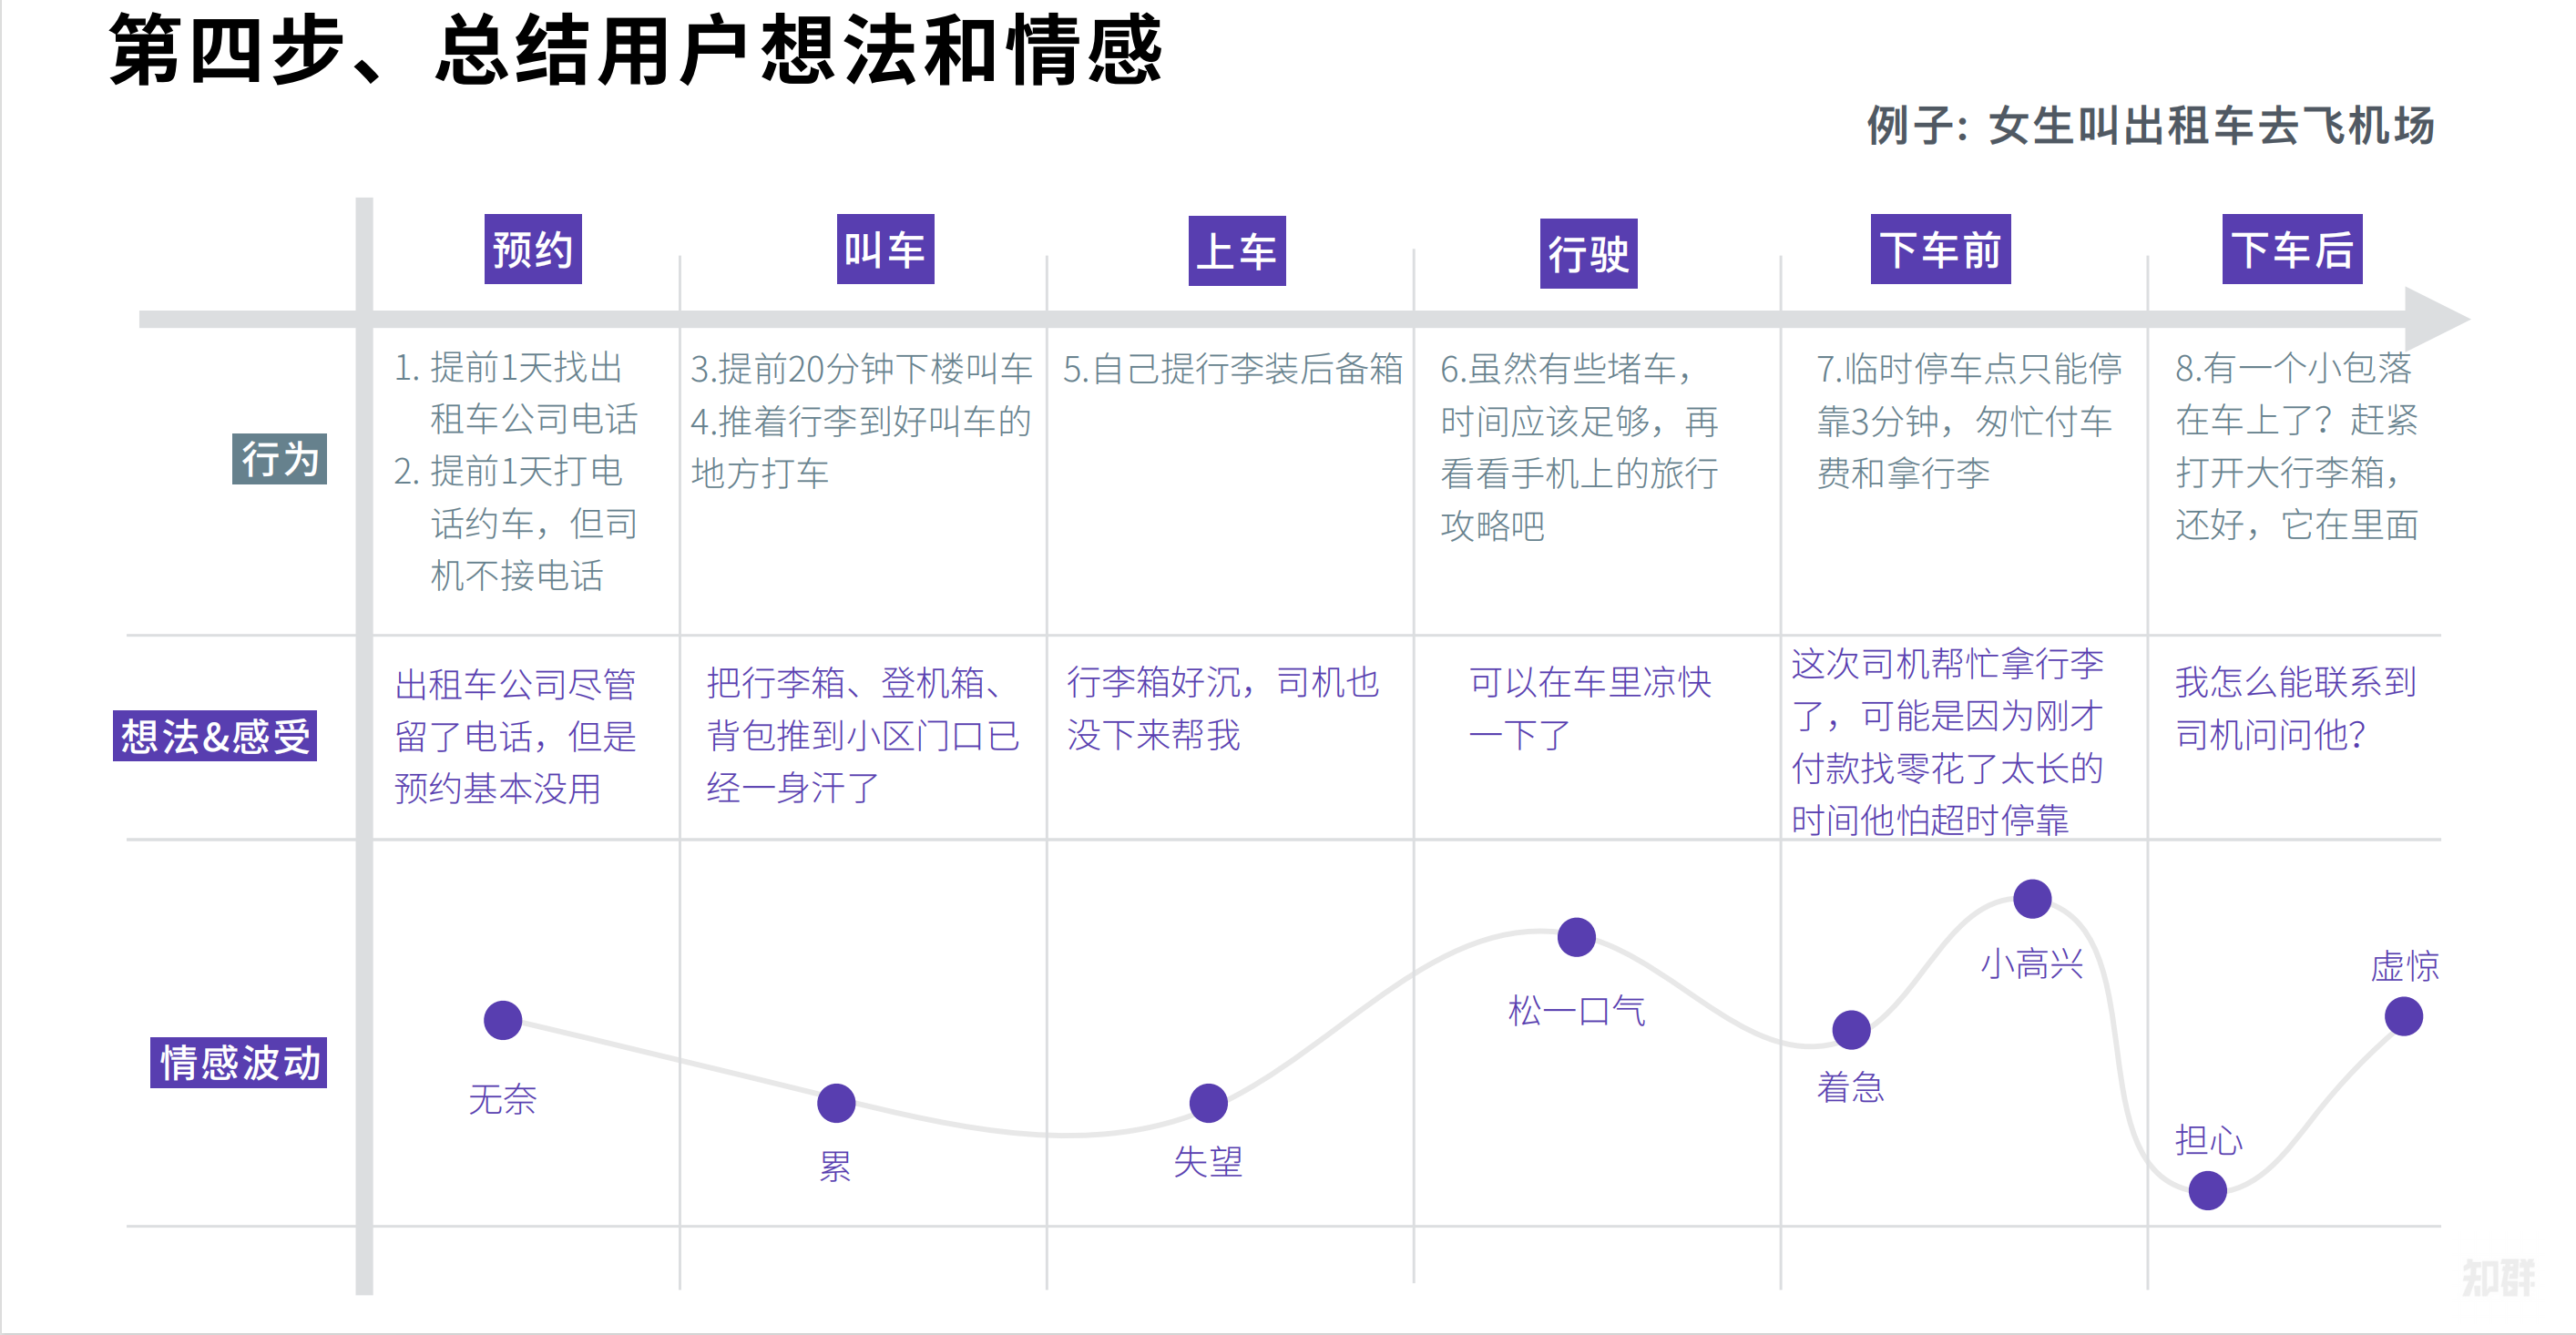 第四步、总结用户想法和情感
例子: 女生叫出租车去飞机场
预约
叫车
上车
行驶
下车前
下车后
行为
1. 提前1天找出
租车公司电话
2. 提前1天打电
话约车，但司
机不接电话
3.提前20分钟下楼叫车
4.推着行李到好叫车的
地方打车
5.自己提行李装后备箱
6.虽然有些堵车，
时间应该足够，再
看看手机上的旅行
攻略吧
7.临时停车点只能停
靠3分钟，匆忙付车
费和拿行李
8.有一个小包落
在车上了？赶紧
打开大行李箱，
还好，它在里面
想法&感受
出租车公司尽管
留了电话，但是
预约基本没用
把行李箱、登机箱、
背包推到小区门口已
经一身汗了
行李箱好沉，司机也
没下来帮我
可以在车里凉快
一下了
这次司机帮忙拿行李
了，可能是因为刚才
付款找零花了太长的
时间他怕超时停靠
我怎么能联系到
司机问问他？
情感波动
无奈
累
失望
松一口气
着急
小高兴
担心
虚惊
知群